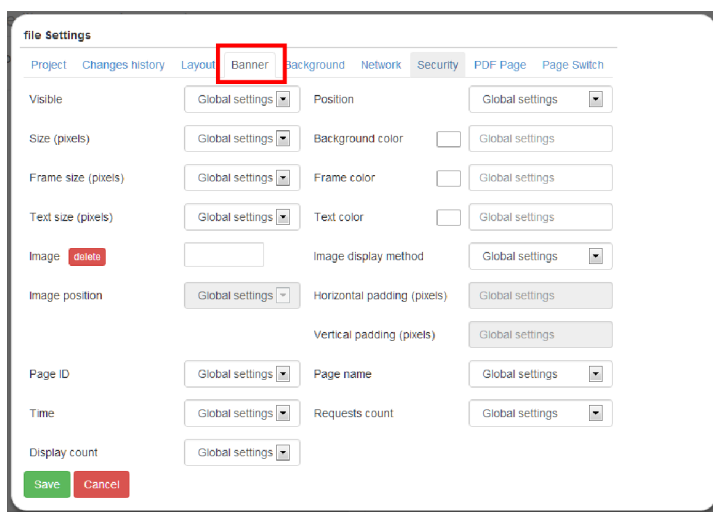 file Settings
Project Changes history Layout Banner Background Network Security PDF Page Page Switch
Visible Global settings Position Global settings
Size (pixels) Global settings Background color Global settings
Frame size (pixels) Global settings Frame color Global settings
Text size (pixels) Global settings Text color Global settings
Image delete Image display method Global settings
Image position Global settings Horizontal padding (pixels) Global settings
Vertical padding (pixels) Global settings
Page ID Global settings Page name Global settings
Time Global settings Requests count Global settings
Display count Global settings
Save Cancel